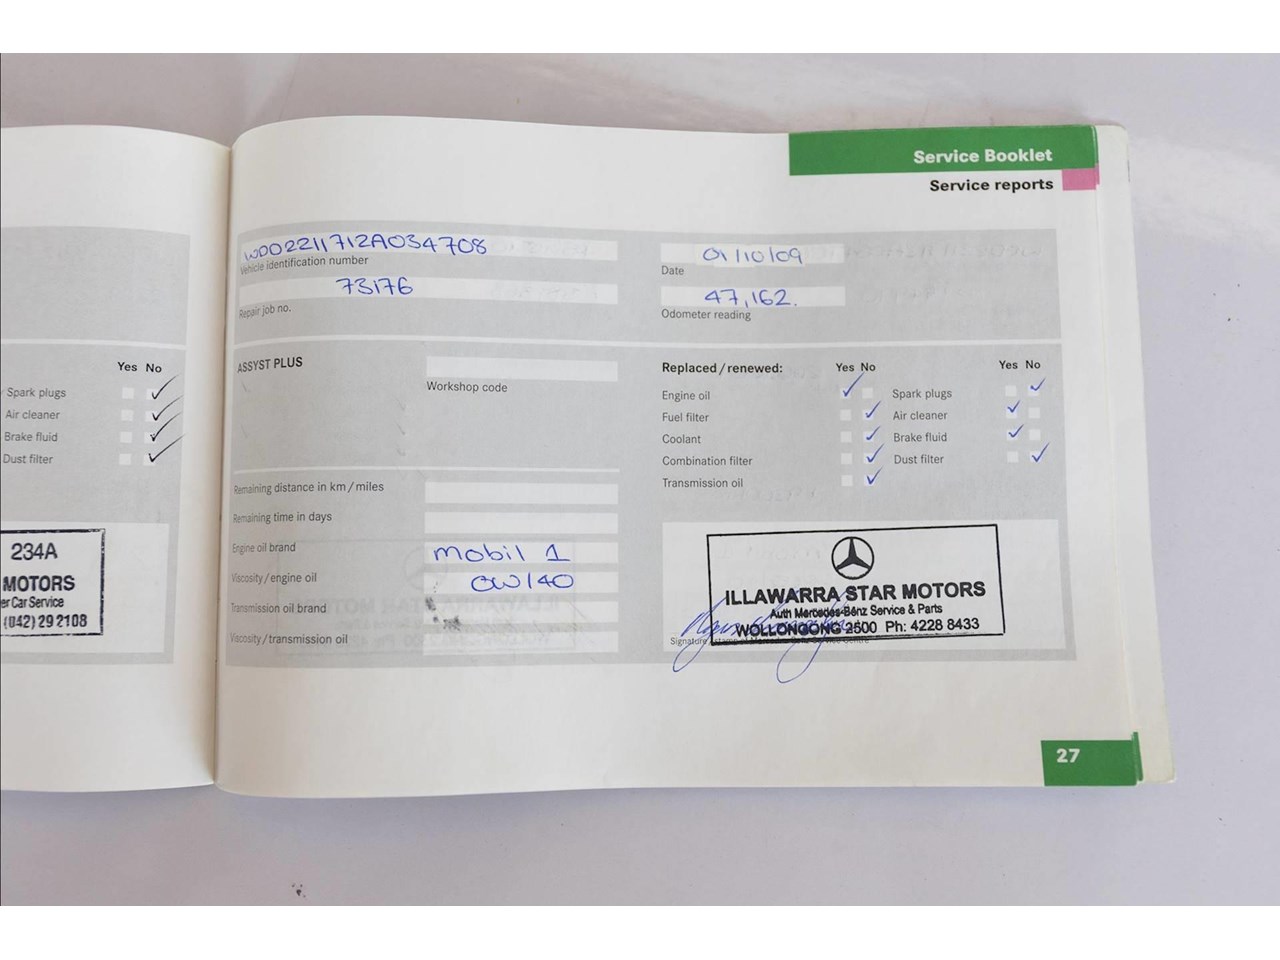 Yes No
Spark plugs
Air cleaner
Brake fluid
Dust filter
234A
MOTORS
er Car Service
(042) 29 2108
Service Booklet
Service reports
WDD2211712A034708
Vehicle identification number
73176
Repair job no.
01/10/09
Date
47,162.
Odometer reading
ASSYST PLUS
Workshop code
Remaining distance in km/miles
Remaining time in days
Engine oil brand
mobil 1
Viscosity/engine oil
0W/40
Transmission oil brand
Viscosity/transmission oil
Replaced/renewed:
Yes No
Yes No
Engine oil
Spark plugs
Fuel filter
Air cleaner
Coolant
Brake fluid
Combination filter
Dust filter
Transmission oil
ILLAWARRA STAR MOTORS
Auth Mercedes-Benz Service & Parts
WOLLONGONG 2500 Ph: 4228 8433
27